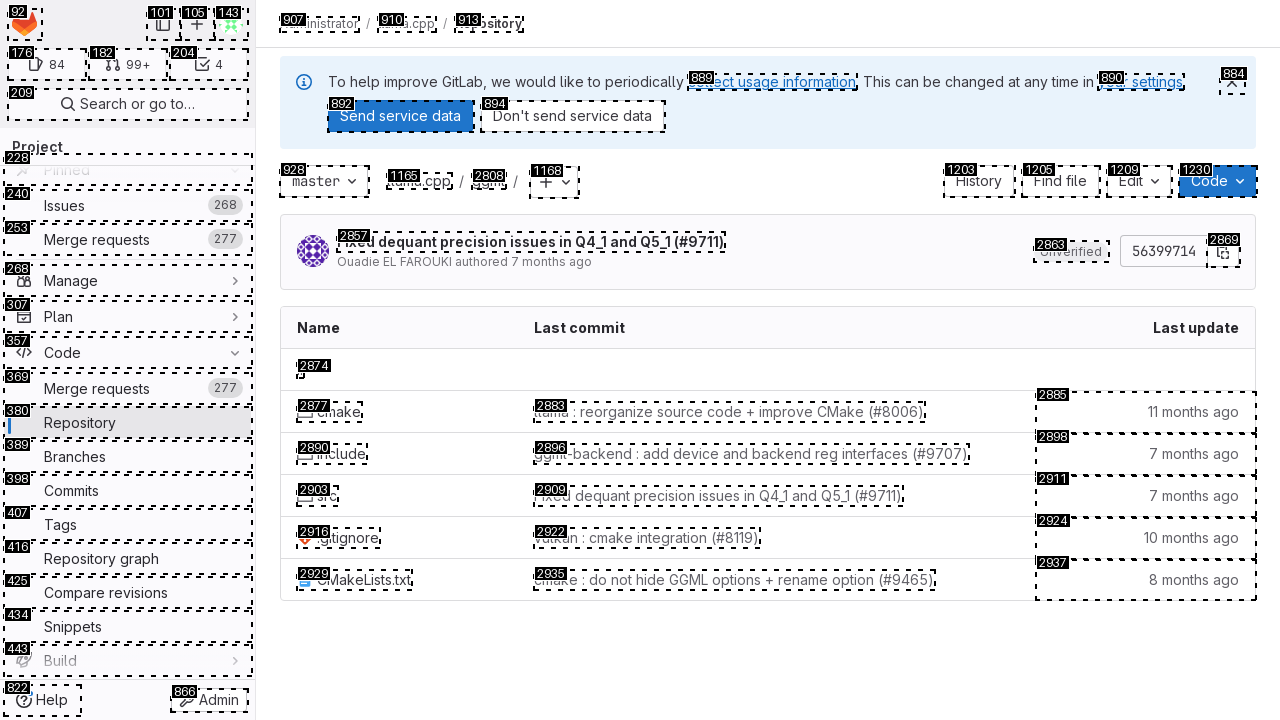 92
101
105
143
176
84
182
99+
204
4
209
Search or go to…
Project
228
Pinned
240
Issues
268
253
Merge requests
277
268
Manage
307
Plan
357
Code
369
Merge requests
277
380
Repository
389
Branches
398
Commits
407
Tags
416
Repository graph
425
Compare revisions
434
Snippets
443
Build
822
Help
866
Admin
907
/
910
/
913
To help improve GitLab, we would like to periodically 889 collect usage information. This can be changed at any time in 890 your settings.
884
892
Send service data
894
Don't send service data
928
master
1165
llama.cpp /
2808
ggml /
1168
1203
History
1205
Find file
1209
Edit
1230
Code
2857
Fixed dequant precision issues in Q4_1 and Q5_1 (#9711)
Ouadie EL FAROUKI authored 7 months ago
2863
Unverified
56399714
2869
Name
Last commit
Last update
2874
2877
cmake
2883
llama : reorganize source code + improve CMake (#8006)
2885
11 months ago
2890
include
2896
ggml-backend : add device and backend reg interfaces (#9707)
2898
7 months ago
2903
src
2909
Fixed dequant precision issues in Q4_1 and Q5_1 (#9711)
2911
7 months ago
2916
.gitignore
2922
vulkan : cmake integration (#8119)
2924
10 months ago
2929
CMakeLists.txt
2935
cmake : do not hide GGML options + rename option (#9465)
2937
8 months ago